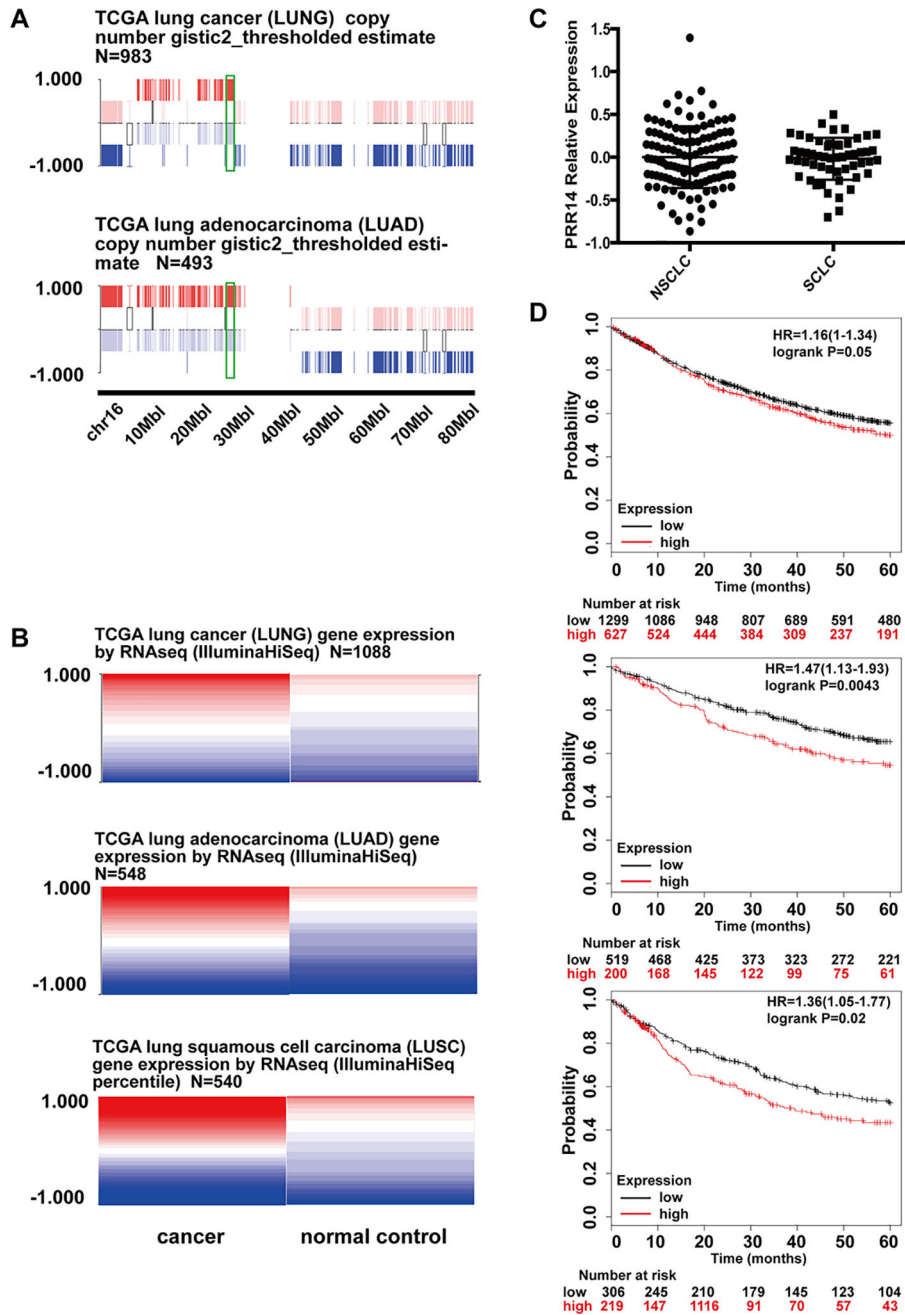 A
TCGA lung cancer (LUNG) copy
number gistic2_thresholded estimate
N=983
1.000
-1.000
TCGA lung adenocarcinoma (LUAD)
copy number gistic2_thresholded esti-
mate N=493
1.000
-1.000
chr16 10Mbl 20Mbl 30Mbl 40Mbl 50Mbl 60Mbl 70Mbl 80Mbl
B
TCGA lung cancer (LUNG) gene expression
by RNAseq (IlluminaHiSeq) N=1088
1.000
-1.000
TCGA lung adenocarcinoma (LUAD) gene
expression by RNAseq (IlluminaHiSeq)
N=548
1.000
-1.000
TCGA lung squamous cell carcinoma (LUSC)
gene expression by RNAseq (IlluminaHiSeq
percentile) N=540
1.000
-1.000
cancer normal control
C
PRR14 Relative Expression
1.5
1.0
0.5
0.0
-0.5
-1.0
NSCLC SCLC
D
HR=1.16(1-1.34)
logrank P=0.05
Probability
1.0
0.8
0.6
0.4
0.2
0.0
Expression
low
high
0 10 20 30 40 50 60
Time (months)
Number at risk
low 1299 1086 948 807 689 591 480
high 627 524 444 384 309 237 191
HR=1.47(1.13-1.93)
logrank P=0.0043
Probability
1.0
0.8
0.6
0.4
0.2
0.0
Expression
low
high
0 10 20 30 40 50 60
Time (months)
Number at risk
low 519 468 425 373 323 272 221
high 200 168 145 122 99 75 61
HR=1.36(1.05-1.77)
logrank P=0.02
Probability
1.0
0.8
0.6
0.4
0.2
0.0
Expression
low
high
0 10 20 30 40 50 60
Time (months)
Number at risk
low 306 245 210 179 145 123 104
high 219 147 1116 91 70 57 43